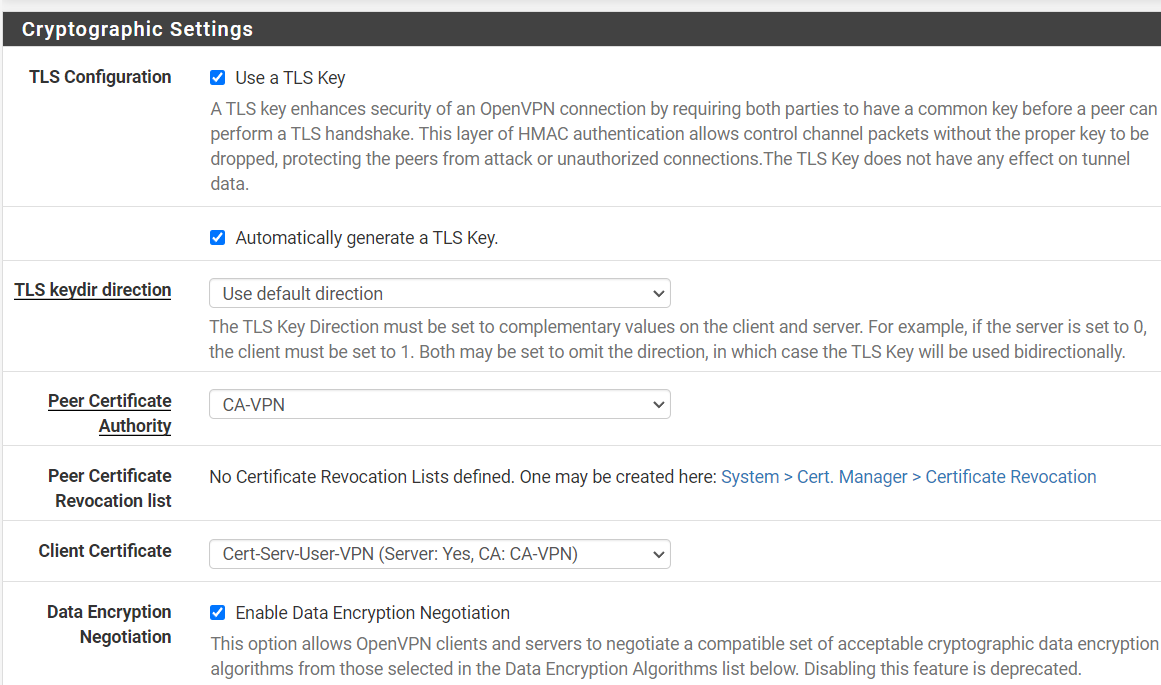 Cryptographic Settings
TLS Configuration
Use a TLS Key
A TLS key enhances security of an OpenVPN connection by requiring both parties to have a common key before a peer can
perform a TLS handshake. This layer of HMAC authentication allows control channel packets without the proper key to be
dropped, protecting the peers from attack or unauthorized connections.The TLS Key does not have any effect on tunnel
data.
Automatically generate a TLS Key.
TLS keydir direction
Use default direction
The TLS Key Direction must be set to complementary values on the client and server. For example, if the server is set to 0,
the client must be set to 1. Both may be set to omit the direction, in which case the TLS Key will be used bidirectionally.
Peer Certificate
Authority
CA-VPN
Peer Certificate
Revocation list
No Certificate Revocation Lists defined. One may be created here: System > Cert. Manager > Certificate Revocation
Client Certificate
Cert-Serv-User-VPN (Server: Yes, CA: CA-VPN)
Data Encryption
Negotiation
Enable Data Encryption Negotiation
This option allows OpenVPN clients and servers to negotiate a compatible set of acceptable cryptographic data encryption
algorithms from those selected in the Data Encryption Algorithms list below. Disabling this feature is deprecated.